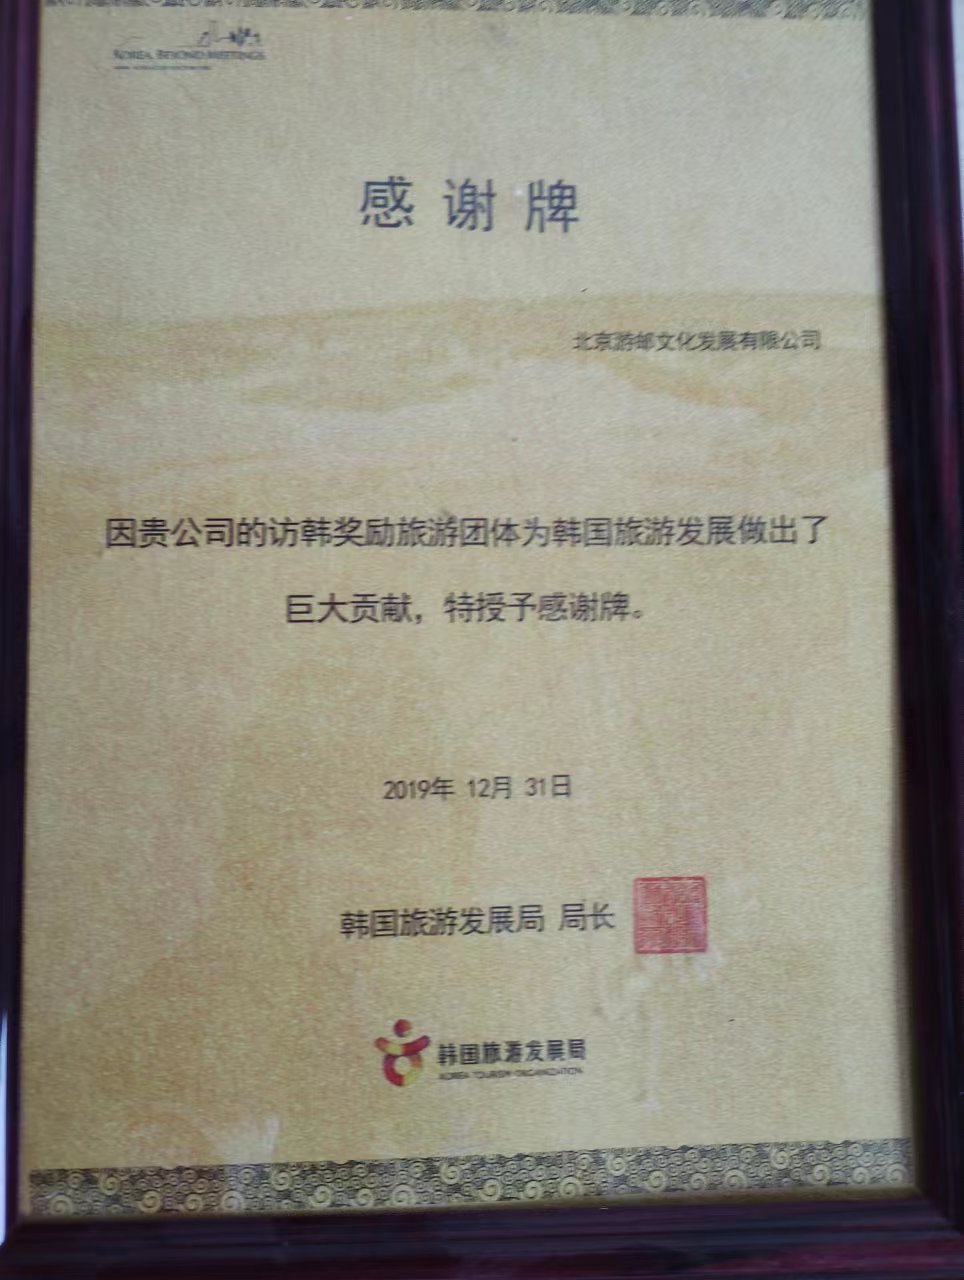 KOREA, BEYOND MEETINGS
感谢牌
北京游邮文化发展有限公司
因贵公司的访韩奖励旅游团体为韩国旅游发展做出了
巨大贡献，特授予感谢牌。
2019年 12月 31日
韩国旅游发展局 局长
韩国旅游发展局
KOREA TOURISM ORGANIZATION